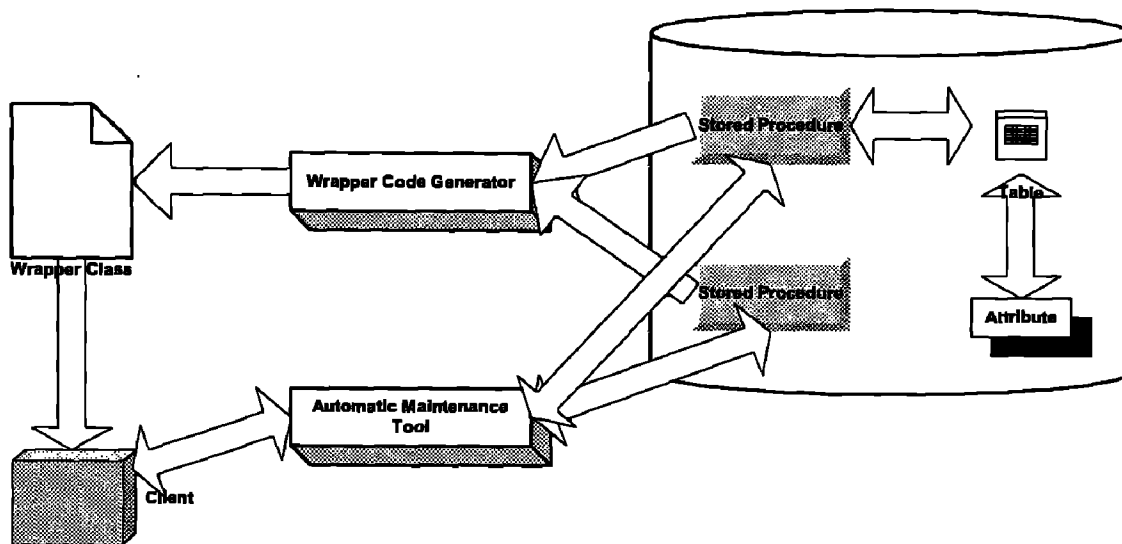 Stored Procedure
Wrapper Code Generator
Table
Wrapper Class
Stored Procedure
Attribute
Automatic Maintenance
Tool
Client